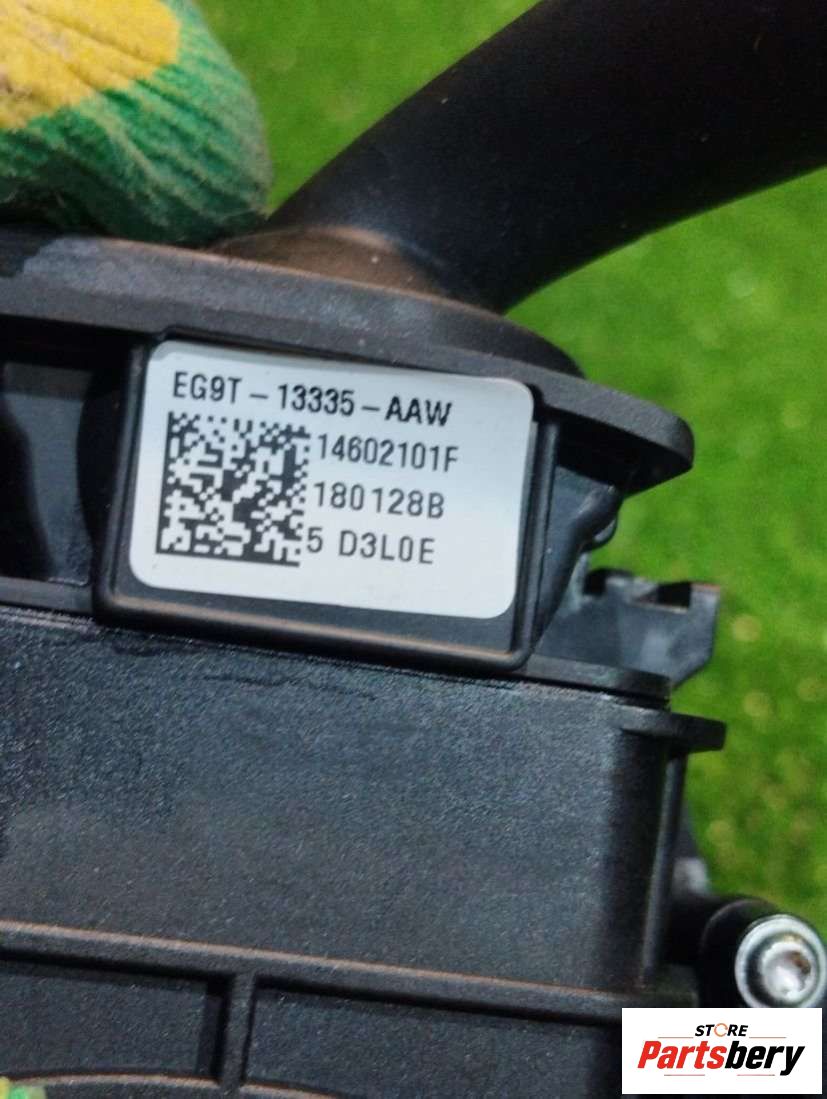 EG9T-13335-AAW
14602101F
180128B
5 D3L0E
STORE
Partsbery